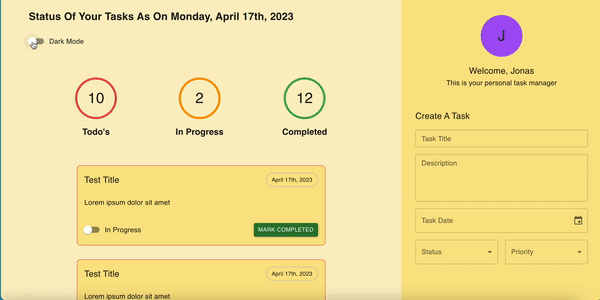 Status Of Your Tasks As On Monday, April 17th, 2023
Dark Mode
10
2
12
Todo's
In Progress
Completed
Test Title
April 17th, 2023
Lorem ipsum dolor sit amet
In Progress
MARK COMPLETED
Test Title
April 17th, 2023
Lorem ipsum dolor sit amet
J
Welcome, Jonas
This is your personal task manager
Create A Task
Task Title
Description
Task Date
Status
Priority